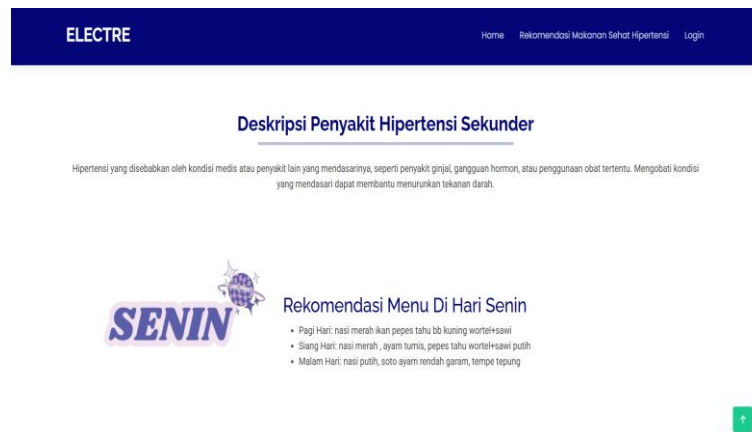 ELECTRE
Home Rekomendasi Makanan Sehat Hipertensi Login
Deskripsi Penyakit Hipertensi Sekunder
Hipertensi yang disebabkan oleh kondisi medis atau penyakit lain yang mendasarinya, seperti penyakit ginjal, gangguan hormon, atau penggunaan obat tertentu. Mengobati kondisi
yang mendasari dapat membantu menurunkan tekanan darah.
SENIN
Rekomendasi Menu Di Hari Senin
• Pagi Hari: nasi merah ikan pepes tahu bb kuning wortel+sawi
• Siang Hari: nasi merah , ayam tumis, pepes tahu wortel+sawi putih
• Malam Hari: nasi putih, soto ayam rendah garam, tempe tepung